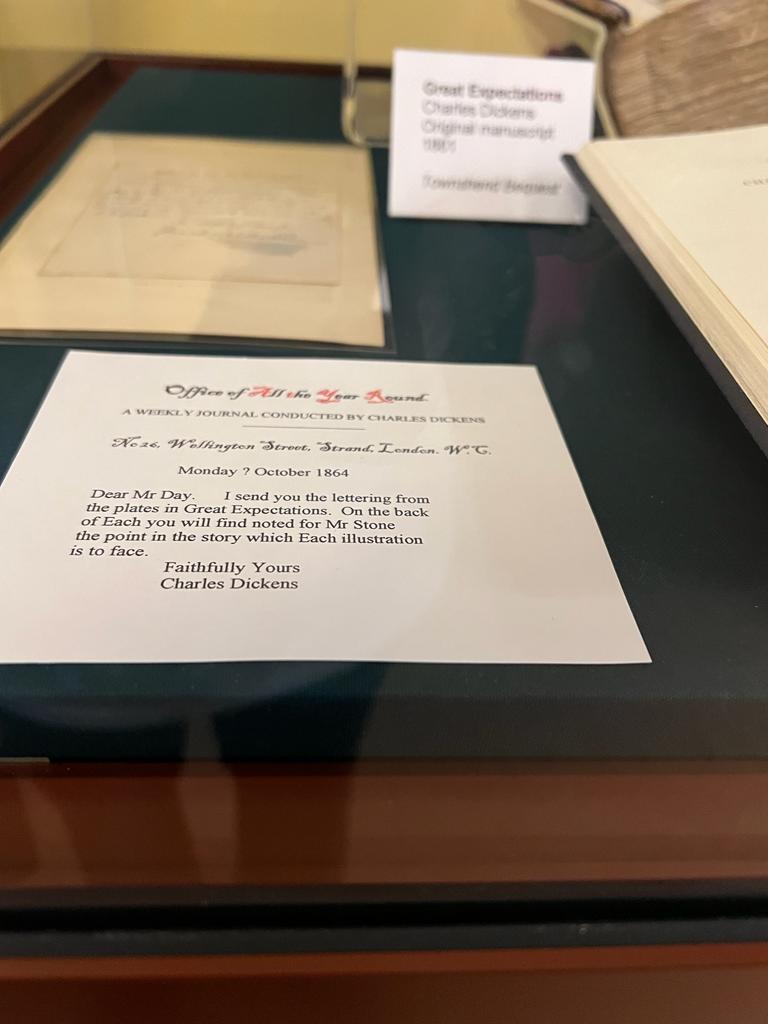 Great Expectations
Charles Dickens
Original manuscript
1861
Townshend Bequest
Office of All the Year Round.
A WEEKLY JOURNAL CONDUCTED BY CHARLES DICKENS
No 26, Wellington Street, Strand, London. W.C.
Monday ? October 1864
Dear Mr Day. I send you the lettering from
the plates in Great Expectations. On the back
of Each you will find noted for Mr Stone
the point in the story which Each illustration
is to face.
Faithfully Yours
Charles Dickens